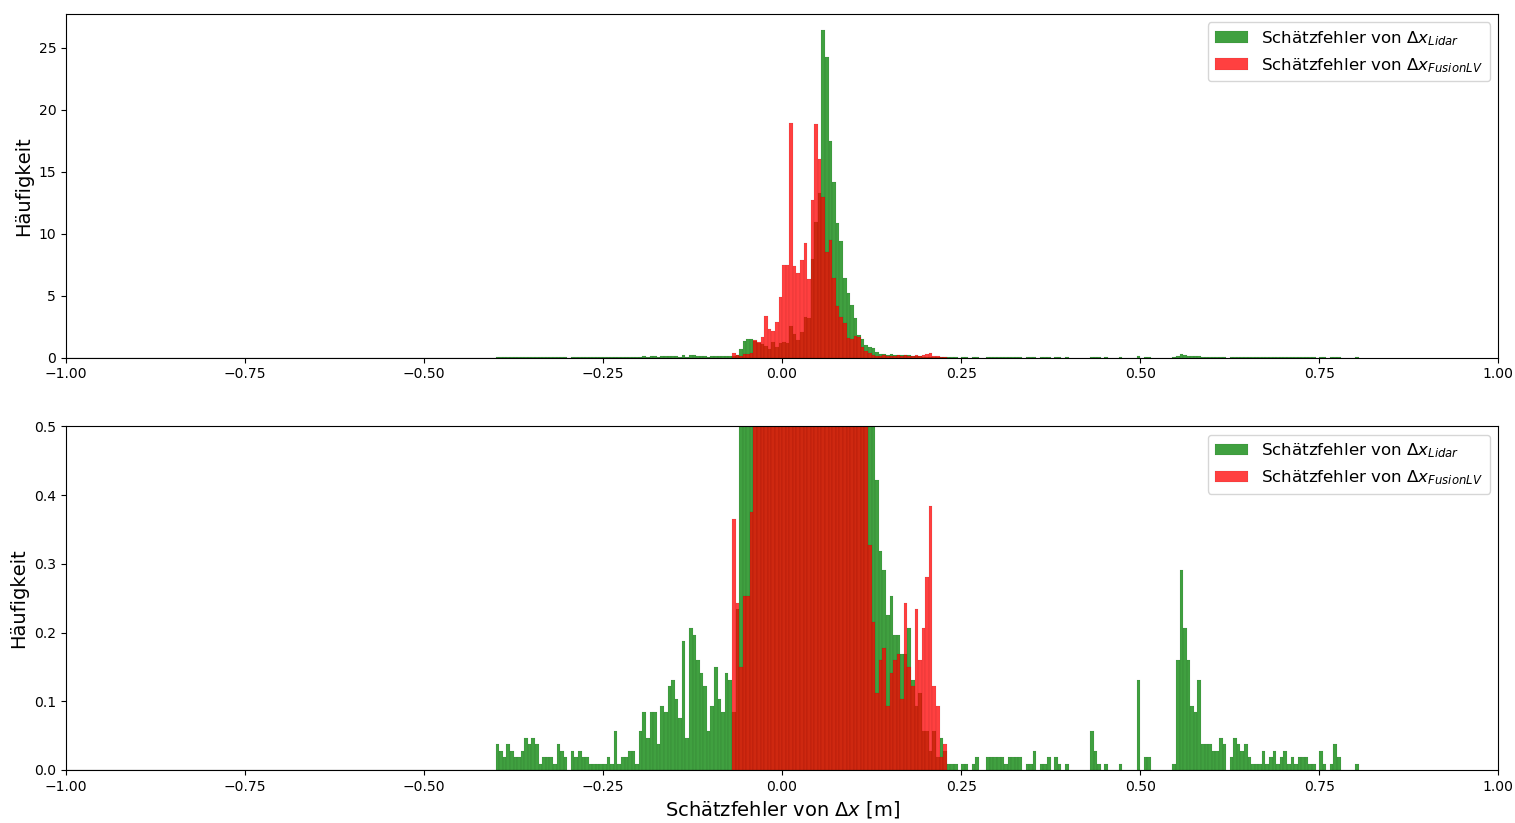 Schätzfehler von Δx_Lidar
Schätzfehler von Δx_FusionLV
Häufigkeit
25
20
15
10
5
0
−1.00 −0.75 −0.50 −0.25 0.00 0.25 0.50 0.75 1.00
Schätzfehler von Δx_Lidar
Schätzfehler von Δx_FusionLV
Häufigkeit
0.5
0.4
0.3
0.2
0.1
0.0
−1.00 −0.75 −0.50 −0.25 0.00 0.25 0.50 0.75 1.00
Schätzfehler von Δx [m]